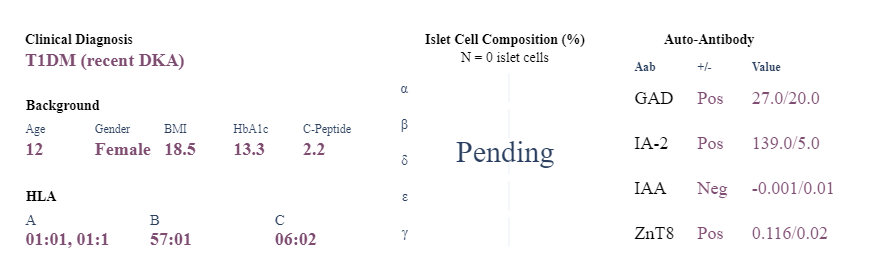 Clinical Diagnosis
T1DM (recent DKA)
Background
Age Gender BMI HbA1c C-Peptide
12 Female 18.5 13.3 2.2
HLA
A B C
01:01, 01:1 57:01 06:02
Islet Cell Composition (%)
N = 0 islet cells
α
β
δ
ε
γ
Pending
Auto-Antibody
Aab +/- Value
GAD Pos 27.0/20.0
IA-2 Pos 139.0/5.0
IAA Neg -0.001/0.01
ZnT8 Pos 0.116/0.02